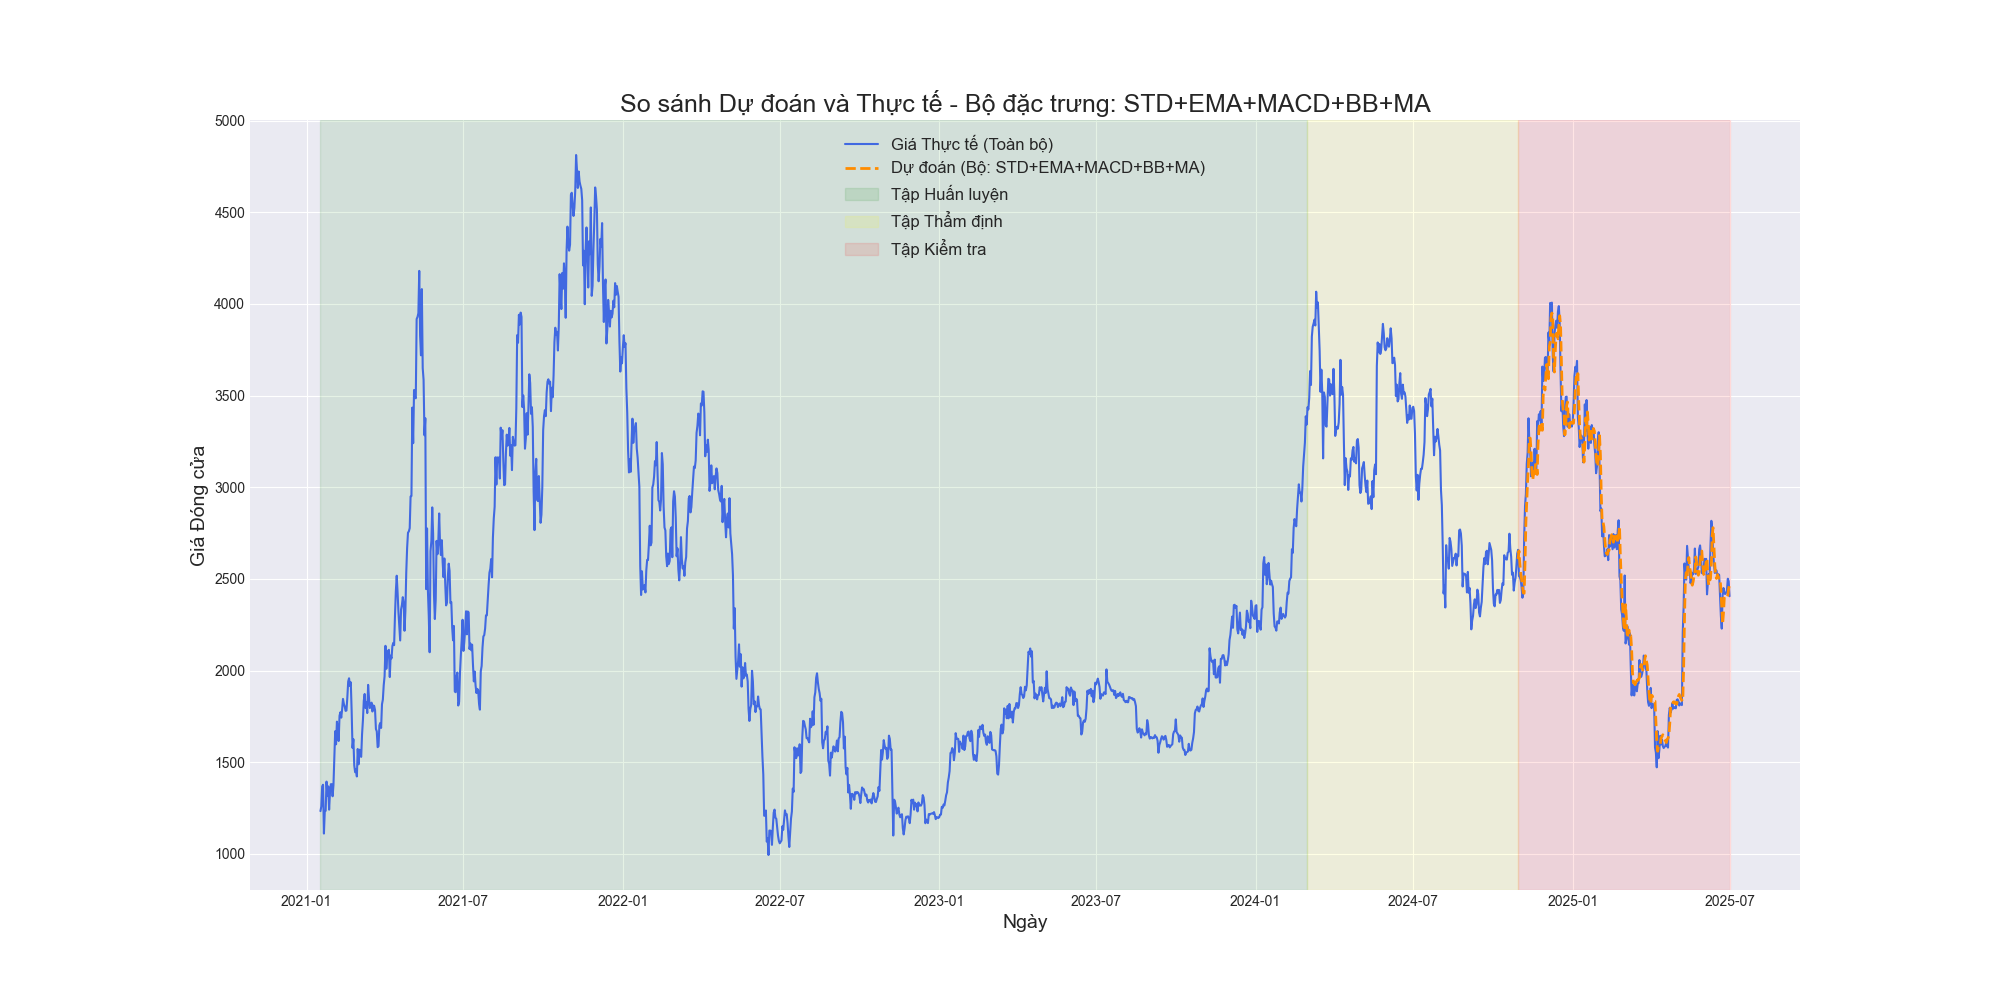 So sánh Dự đoán và Thực tế - Bộ đặc trưng: STD+EMA+MACD+BB+MA
Giá Thực tế (Toàn bộ)
Dự đoán (Bộ: STD+EMA+MACD+BB+MA)
Tập Huấn luyện
Tập Thẩm định
Tập Kiểm tra
Giá Đóng cửa
5000
4500
4000
3500
3000
2500
2000
1500
1000
2021-01 2021-07 2022-01 2022-07 2023-01 2023-07 2024-01 2024-07 2025-01 2025-07
Ngày